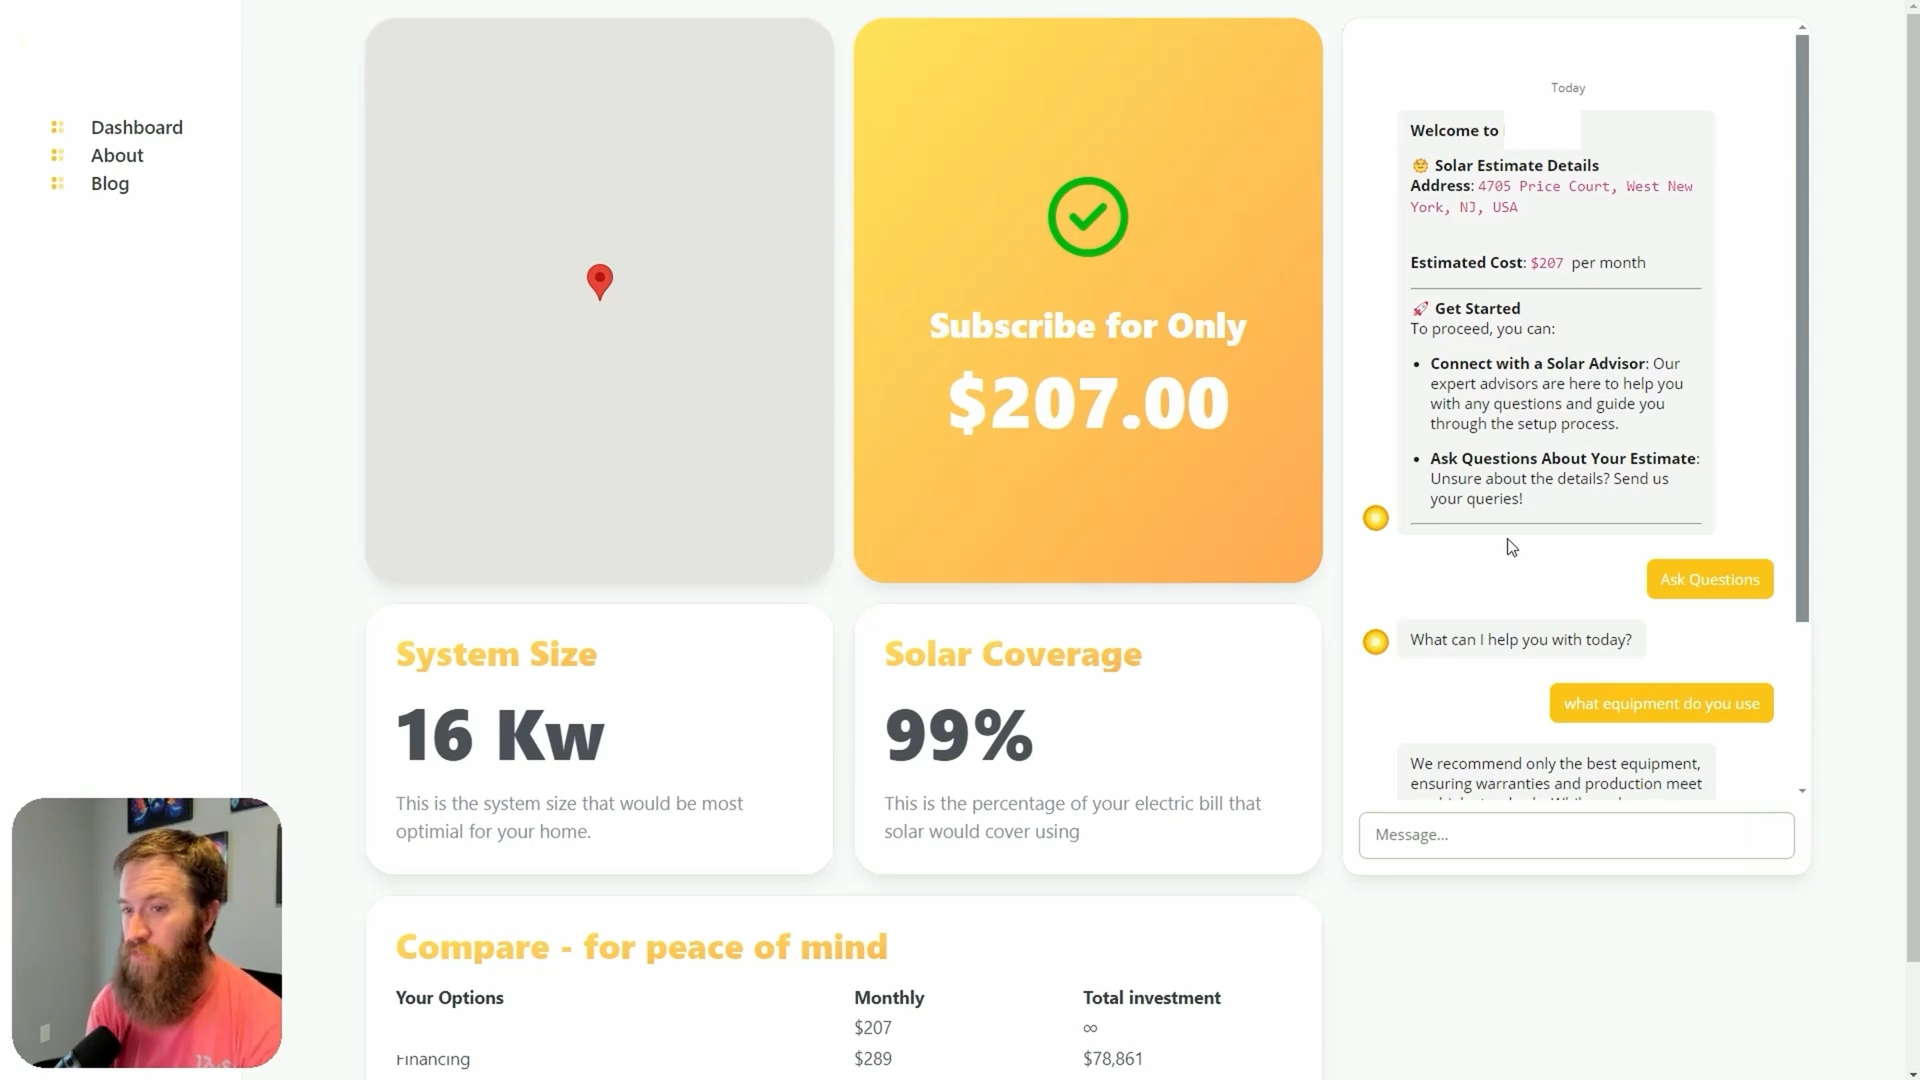 Dashboard
About
Blog
Subscribe for Only
$207.00
System Size
16 Kw
This is the system size that would be most
optimial for your home.
Solar Coverage
99%
This is the percentage of your electric bill that
solar would cover using
Compare - for peace of mind
Your Options Monthly Total investment
$207 ∞
Financing $289 $78,861
Today
Welcome to
🌞 Solar Estimate Details
Address: 4705 Price Court, West New
York, NJ, USA
Estimated Cost: $207 per month
🚀 Get Started
To proceed, you can:
• Connect with a Solar Advisor: Our
expert advisors are here to help you
with any questions and guide you
through the setup process.
• Ask Questions About Your Estimate:
Unsure about the details? Send us
your queries!
Ask Questions
What can I help you with today?
what equipment do you use
We recommend only the best equipment,
ensuring warranties and production meet
Message...